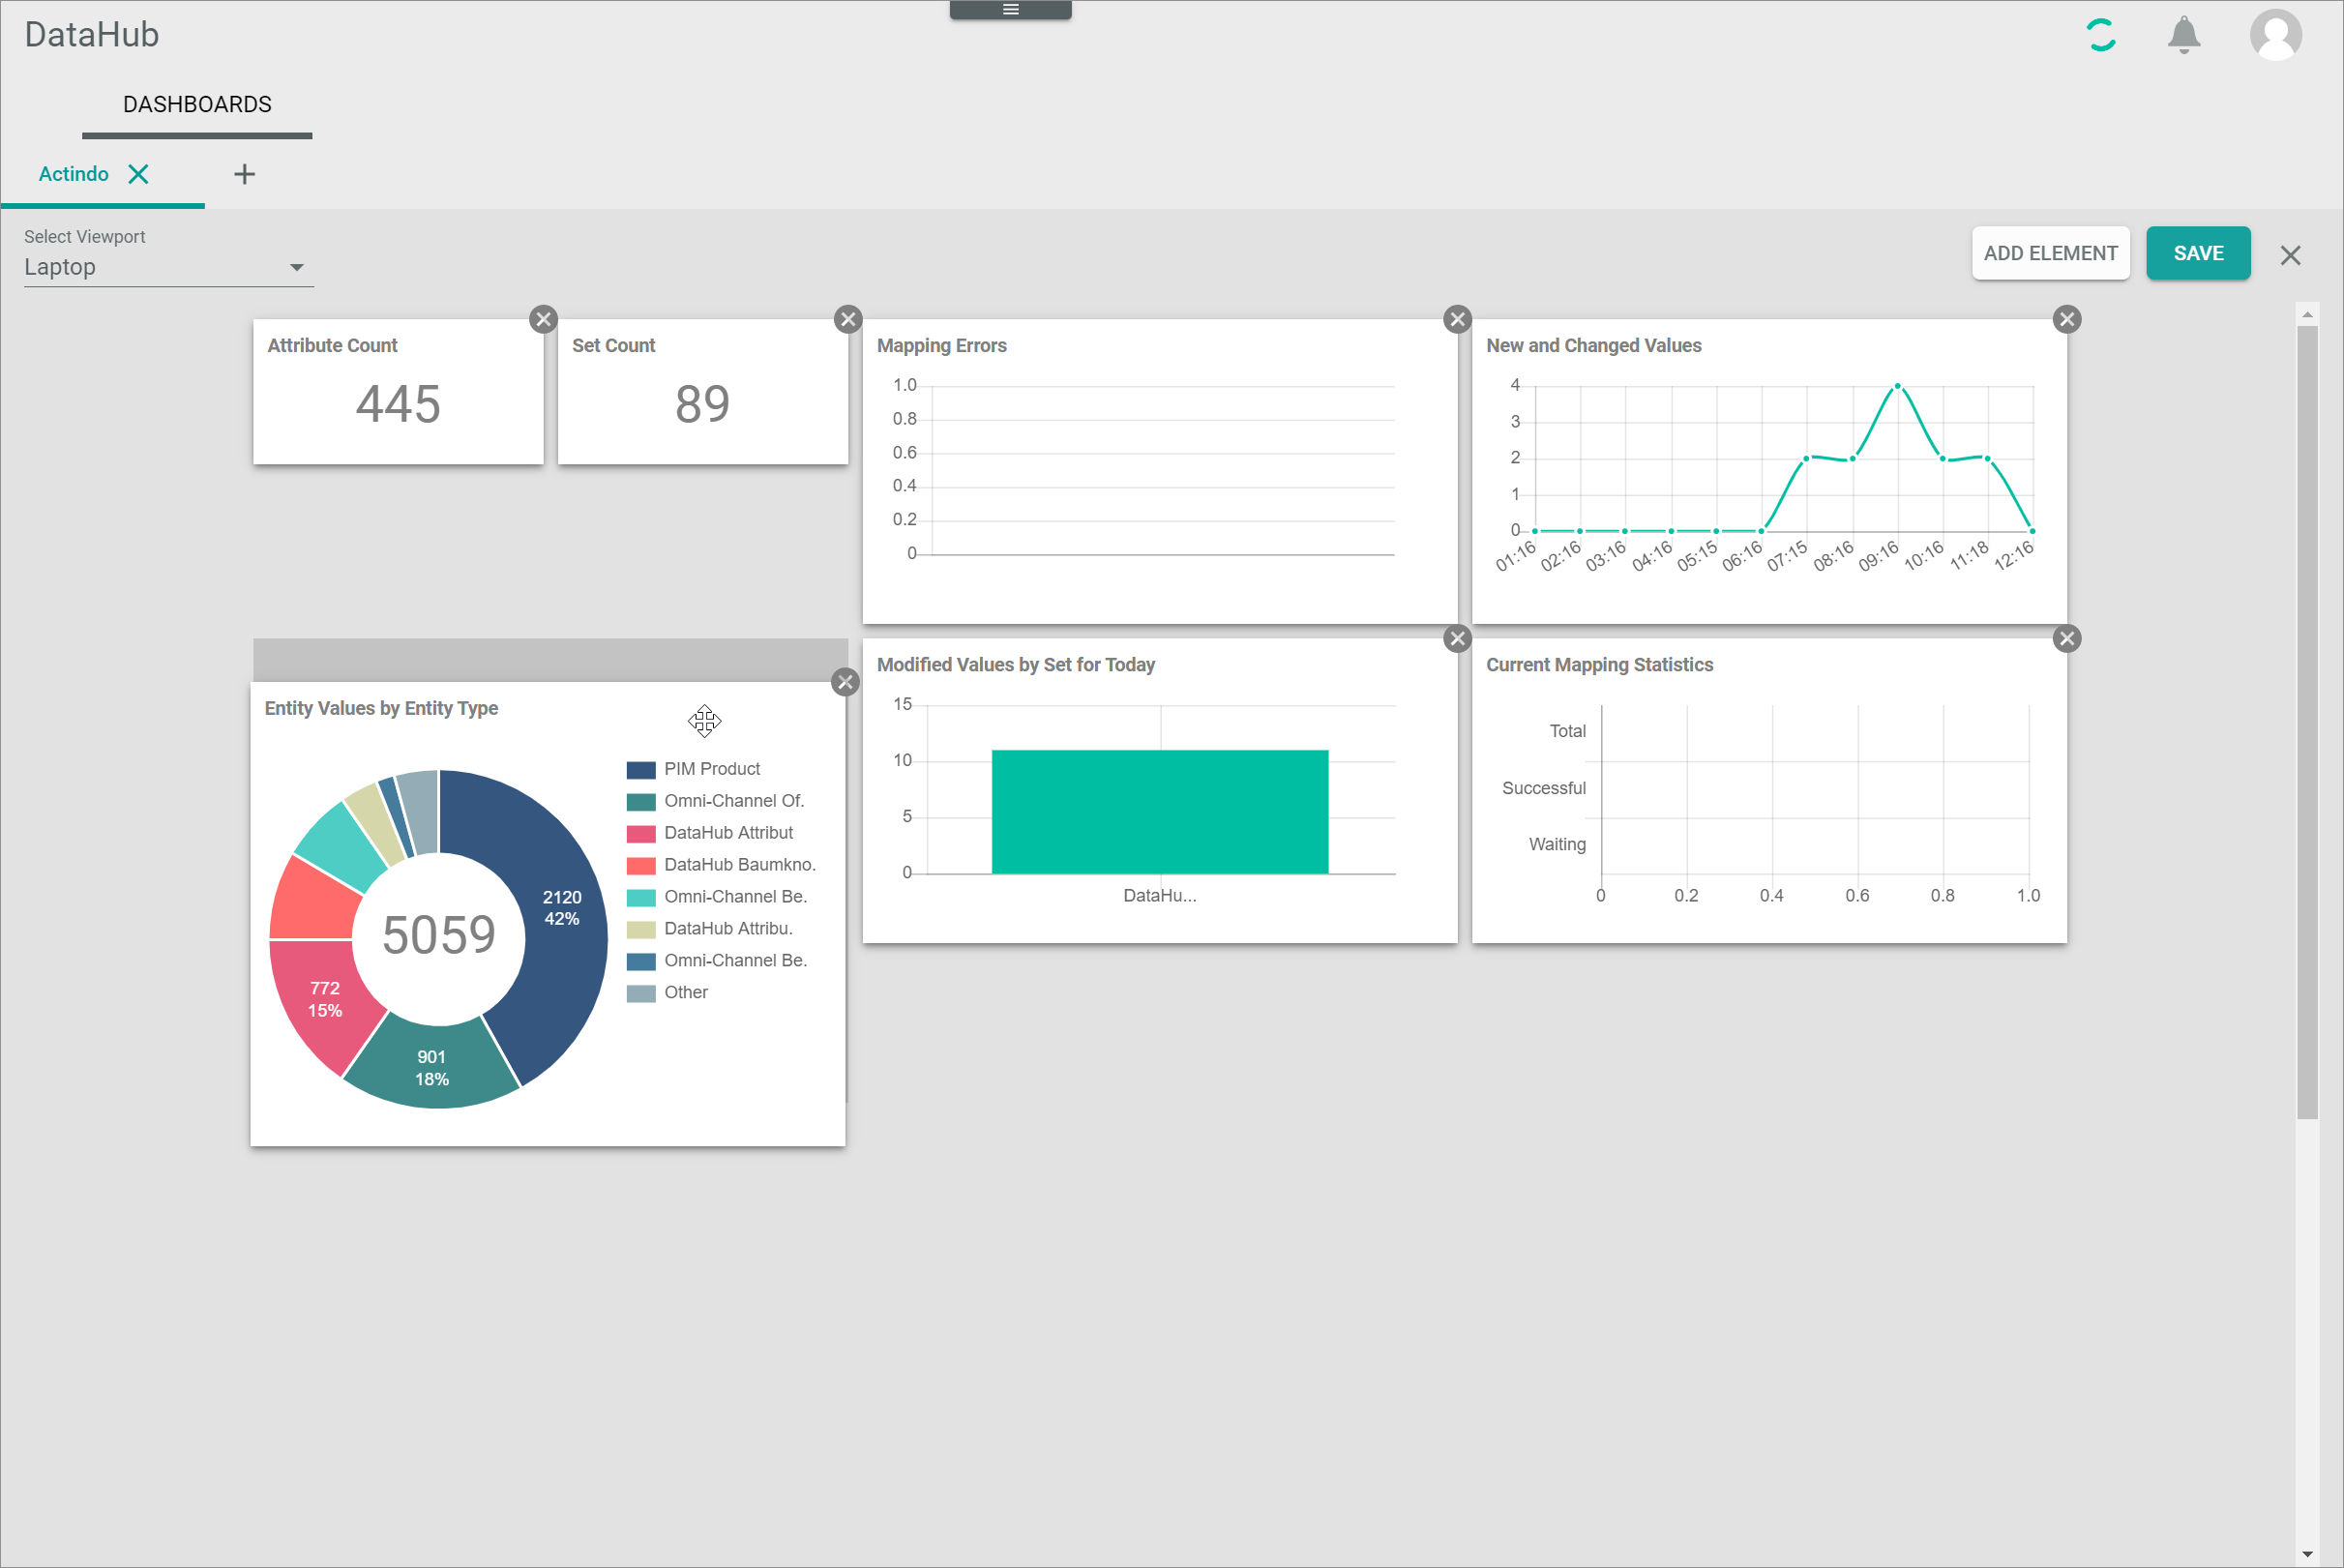 DataHub
DASHBOARDS
Actindo
Select Viewport
Laptop
ADD ELEMENT
SAVE
Attribute Count
445
Set Count
89
Mapping Errors
1.0
0.8
0.6
0.4
0.2
0
New and Changed Values
4
3
2
1
0
01:16 02:16 03:16 04:16 05:15 06:16 07:15 08:16 09:16 10:16 11:18 12:16
Entity Values by Entity Type
PIM Product
Omni-Channel Of.
DataHub Attribut
DataHub Baumkno.
Omni-Channel Be.
DataHub Attribu.
Omni-Channel Be.
Other
2120
42%
5059
772
15%
901
18%
Modified Values by Set for Today
15
10
5
0
DataHu...
Current Mapping Statistics
Total
Successful
Waiting
0 0.2 0.4 0.6 0.8 1.0